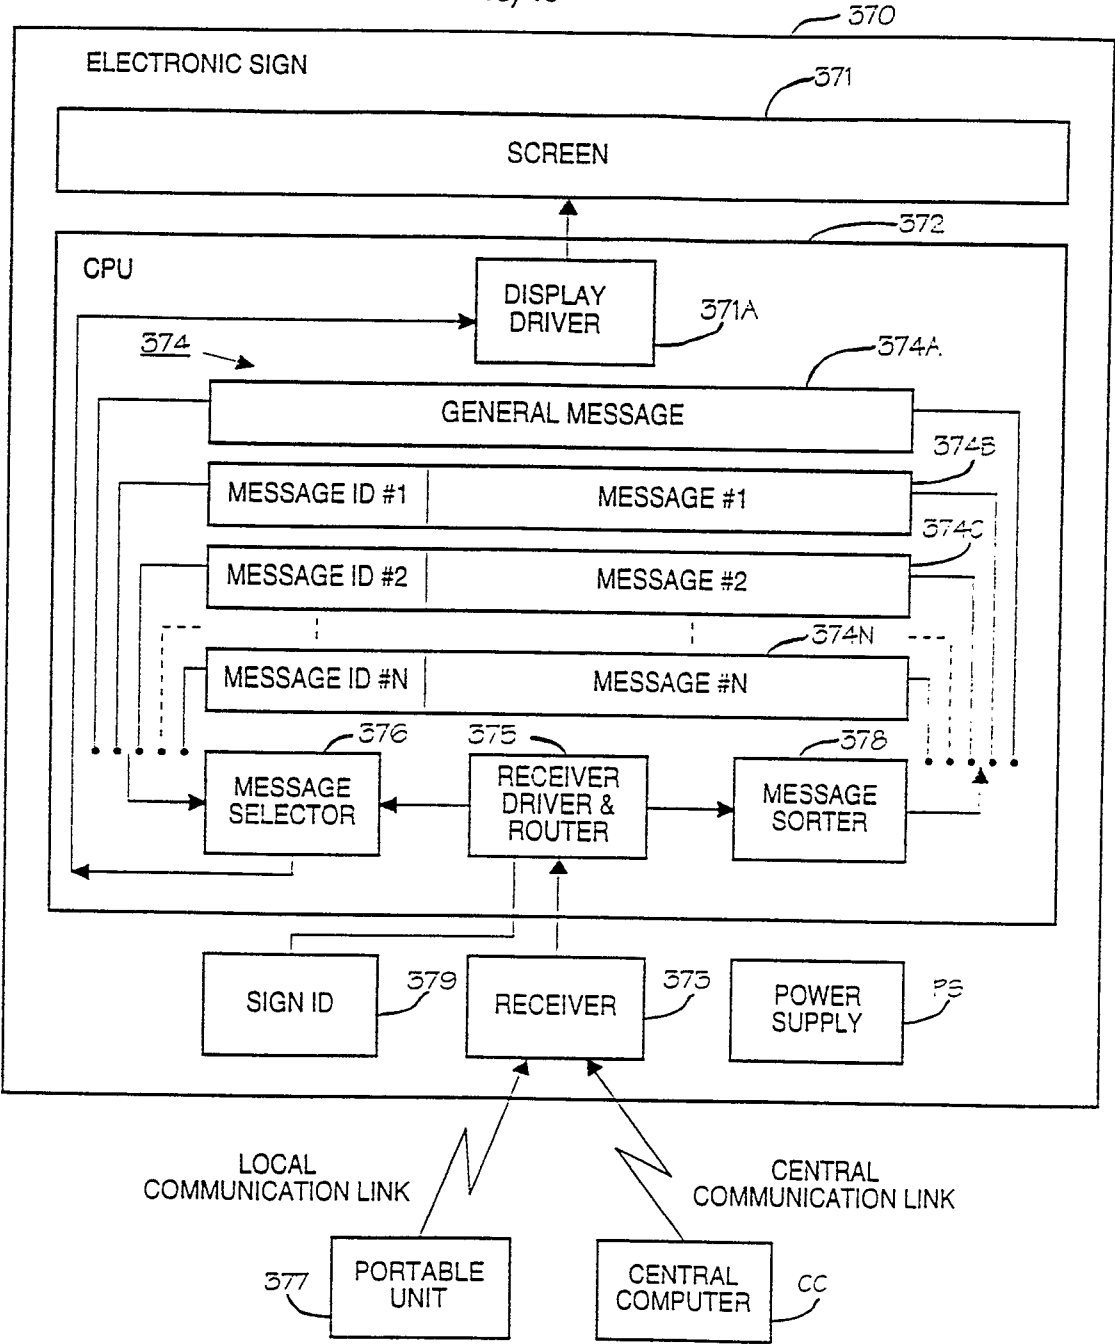 370
ELECTRONIC SIGN
371
SCREEN
372
CPU
DISPLAY
DRIVER
371A
374
374A
GENERAL MESSAGE
374B
MESSAGE ID #1
MESSAGE #1
374C
MESSAGE ID #2
MESSAGE #2
374N
MESSAGE ID #N
MESSAGE #N
376
375
378
MESSAGE
SELECTOR
RECEIVER
DRIVER &
ROUTER
MESSAGE
SORTER
SIGN ID
379
RECEIVER
373
POWER
SUPPLY
PS
LOCAL
COMMUNICATION LINK
CENTRAL
COMMUNICATION LINK
377
PORTABLE
UNIT
CENTRAL
COMPUTER
CC